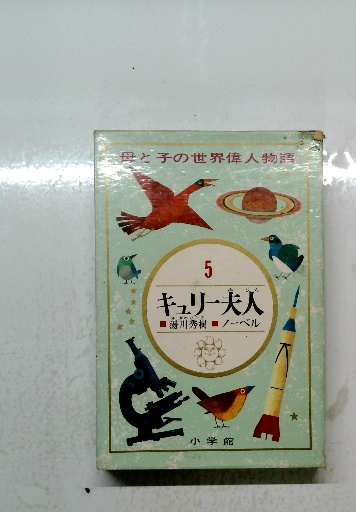 母と子の世界偉人物語
5
キュリー夫人
■湯川秀樹 ■ノーベル
小学館